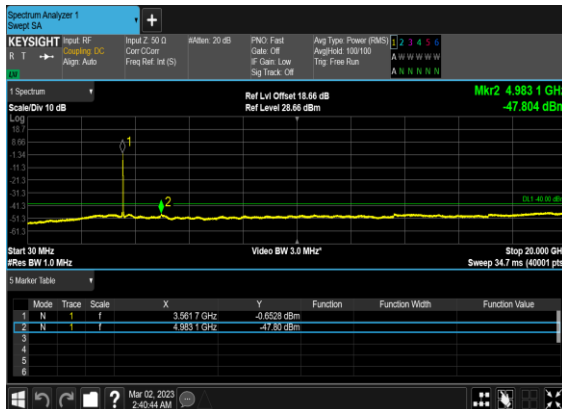 Spectrum Analyzer 1
Swept SA
KEYSIGHT Input: RF Input Z: 50 Ω #Atten: 20 dB PNO: Fast Avg Type: Power (RMS) 1 2 3 4 5 6
R T Coupling: DC Corr CCorr Gate: Off Avg|Hold: 100/100 A W W W W W
Align: Auto Freq Ref: Int (S) IF Gain: Low Trig: Free Run
LXI Sig Track: Off A N N N N N
1 Spectrum Ref Lvl Offset 18.66 dB Mkr2 4.983 1 GHz
Scale/Div 10 dB Ref Level 28.66 dBm -47.804 dBm
Log
18.7
8.66
1
-1.34
-11.3
-21.3
-31.3
2 DL1 -40.00 dBm
-41.3
-51.3
-61.3
Start 30 MHz Video BW 3.0 MHz* Stop 20.000 GHz
#Res BW 1.0 MHz Sweep 34.7 ms (40001 pts)
5 Marker Table
Mode Trace Scale X Y Function Function Width Function Value
1 N 1 f 3.561 7 GHz -0.6528 dBm
2 N 1 f 4.983 1 GHz -47.80 dBm
3
4
5
6
? Mar 02, 2023
2:40:44 AM